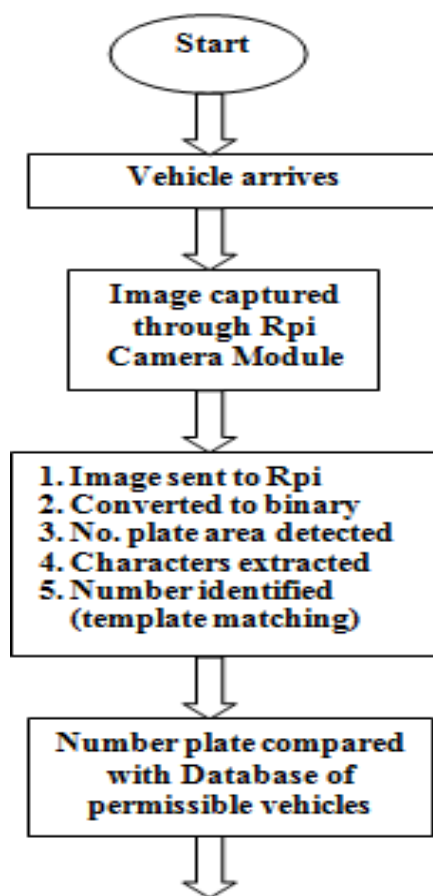 Start
Vehicle arrives
Image captured
through Rpi
Camera Module
1. Image sent to Rpi
2. Converted to binary
3. No. plate area detected
4. Characters extracted
5. Number identified
(template matching)
Number plate compared
with Database of
permissible vehicles